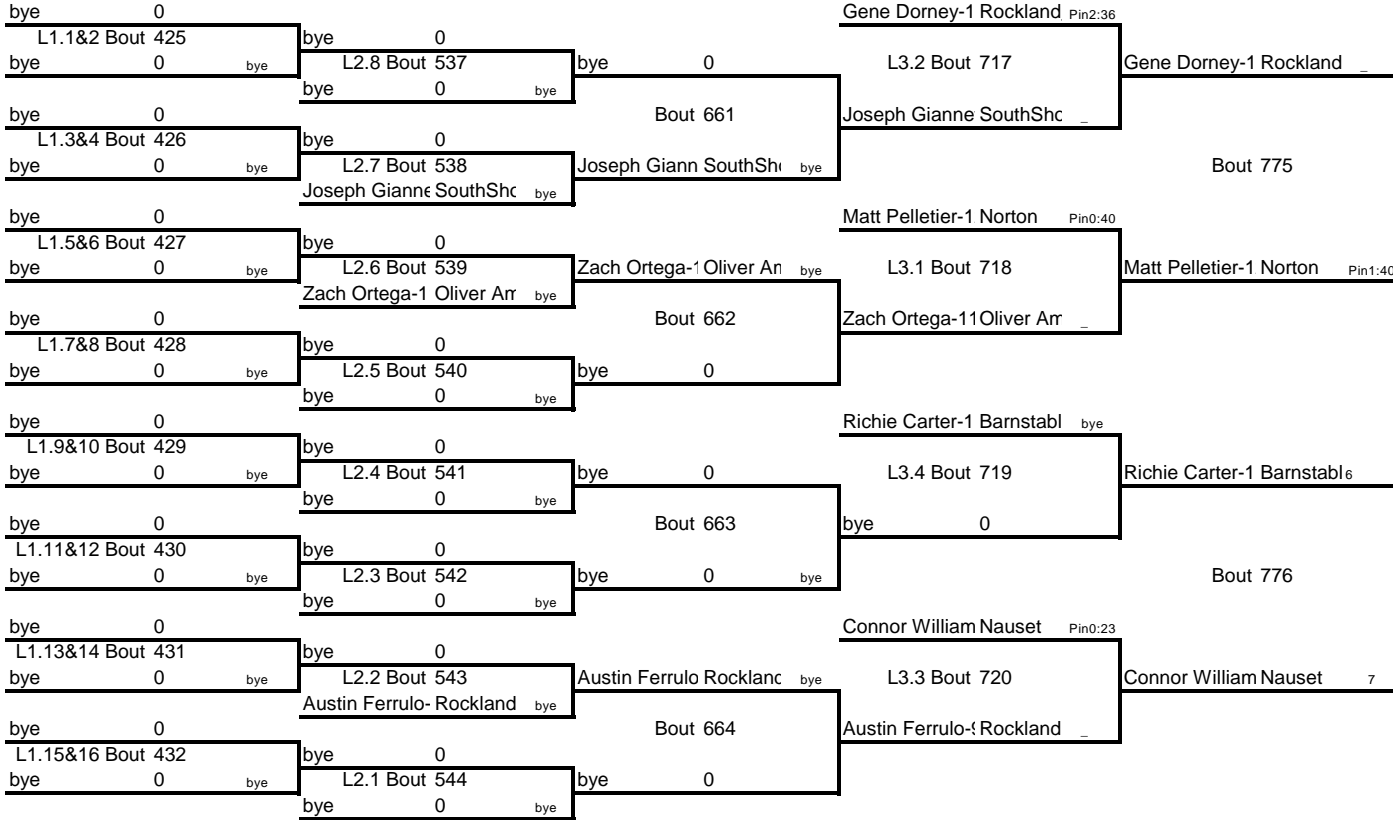 bye 0 Gene Dorney-1 Rockland Pin2:36
L1.1&2 Bout 425 bye 0
bye 0 bye L2.8 Bout 537 bye 0 L3.2 Bout 717 Gene Dorney-1 Rockland _
bye 0 bye
bye 0 Bout 661 Joseph Gianne SouthSho _
L1.3&4 Bout 426 bye 0
bye 0 bye L2.7 Bout 538 Joseph Giann SouthSho bye Bout 775
Joseph Gianne SouthSho bye
bye 0 Matt Pelletier-1 Norton Pin0:40
L1.5&6 Bout 427 bye 0
bye 0 bye L2.6 Bout 539 Zach Ortega-1 Oliver Am bye L3.1 Bout 718 Matt Pelletier-1 Norton Pin1:40
Zach Ortega-1 Oliver Am bye
bye 0 Bout 662 Zach Ortega-11 Oliver Am _
L1.7&8 Bout 428 bye 0
bye 0 bye L2.5 Bout 540 bye 0
bye 0 bye
bye 0 Richie Carter-1 Barnstabl bye
L1.9&10 Bout 429 bye 0
bye 0 bye L2.4 Bout 541 bye 0 L3.4 Bout 719 Richie Carter-1 Barnstabl 6
bye 0 bye
bye 0 Bout 663 bye 0
L1.11&12 Bout 430 bye 0
bye 0 bye L2.3 Bout 542 bye 0 bye Bout 776
bye 0 bye
bye 0 Connor William Nauset Pin0:23
L1.13&14 Bout 431 bye 0
bye 0 bye L2.2 Bout 543 Austin Ferrulo Rockland bye L3.3 Bout 720 Connor William Nauset 7
Austin Ferrulo- Rockland bye
bye 0 Bout 664 Austin Ferrulo-9 Rockland _
L1.15&16 Bout 432 bye 0
bye 0 bye L2.1 Bout 544 bye 0
bye 0 bye